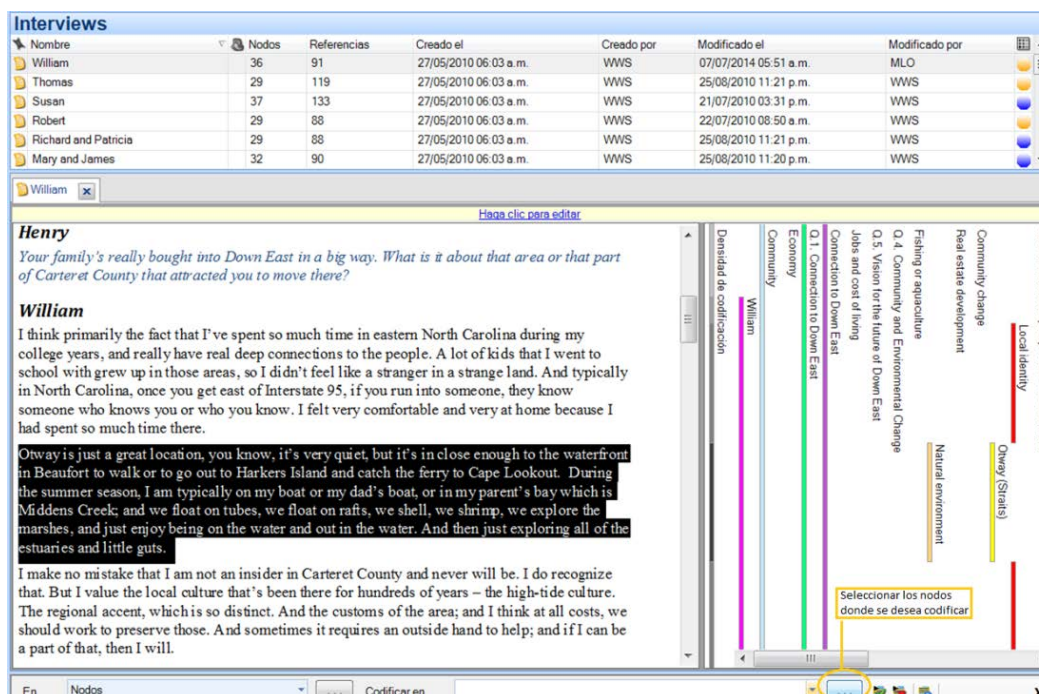 Interviews
Nombre Nodos Referencias Creado el Creado por Modificado el Modificado por
William 36 91 27/05/2010 06:03 a.m. WWS 07/07/2014 05:51 a.m. MLO
Thomas 29 119 27/05/2010 06:03 a.m. WWS 25/08/2010 11:21 p.m. WWS
Susan 37 133 27/05/2010 06:03 a.m. WWS 21/07/2010 03:31 p.m. WWS
Robert 29 88 27/05/2010 06:03 a.m. WWS 22/07/2010 08:50 a.m. WWS
Richard and Patricia 29 88 27/05/2010 06:03 a.m. WWS 25/08/2010 11:21 p.m. WWS
Mary and James 32 90 27/05/2010 06:03 a.m. WWS 25/08/2010 11:20 p.m. WWS
William
Haga clic para editar
Henry
Your family's really bought into Down East in a big way. What is it about that area or that part
of Carteret County that attracted you to move there?
William
I think primarily the fact that I've spent so much time in eastern North Carolina during my
college years, and really have real deep connections to the people. A lot of kids that I went to
school with grew up in those areas, so I didn't feel like a stranger in a strange land. And typically
in North Carolina, once you get east of Interstate 95, if you run into someone, they know
someone who knows you or who you know. I felt very comfortable and very at home because I
had spent so much time there.
Otway is just a great location, you know, it's very quiet, but it's in close enough to the waterfront
in Beaufort to walk or to go out to Harkers Island and catch the ferry to Cape Lookout. During
the summer season, I am typically on my boat or my dad's boat, or in my parent's bay which is
Middens Creek; and we float on tubes, we float on rafts, we shell, we shrimp, we explore the
marshes, and just enjoy being on the water and out in the water. And then just exploring all of the
estuaries and little guts.
I make no mistake that I am not an insider in Carteret County and never will be. I do recognize
that. But I value the local culture that's been there for hundreds of years – the high-tide culture.
The regional accent, which is so distinct. And the customs of the area; and I think at all costs, we
should work to preserve those. And sometimes it requires an outside hand to help; and if I can be
a part of that, then I will.
Densidad de codificación
William
Community
Economy
Q.1. Connection to Down East
Connection to Down East
Jobs and cost of living
Q.5. Vision for the future of Down East
Q.4. Community and Environmental Change
Fishing or aquaculture
Natural environment
Real estate development
Community change
Otway (Straits)
Local identity
Seleccionar los nodos
donde se desea codificar
En Nodos Codificar en